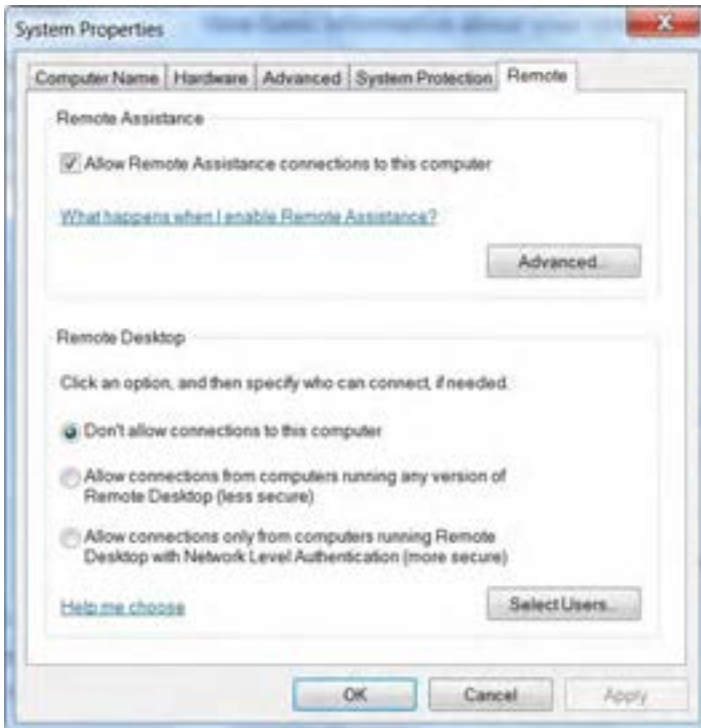 System Properties
Computer Name
Hardware
Advanced
System Protection
Remote
Remote Assistance
Allow Remote Assistance connections to this computer
What happens when I enable Remote Assistance?
Advanced...
Remote Desktop
Click an option, and then specify who can connect, if needed.
Don't allow connections to this computer
Allow connections from computers running any version of
Remote Desktop (less secure)
Allow connections only from computers running Remote
Desktop with Network Level Authentication (more secure)
Help me choose
Select Users...
OK
Cancel
Apply